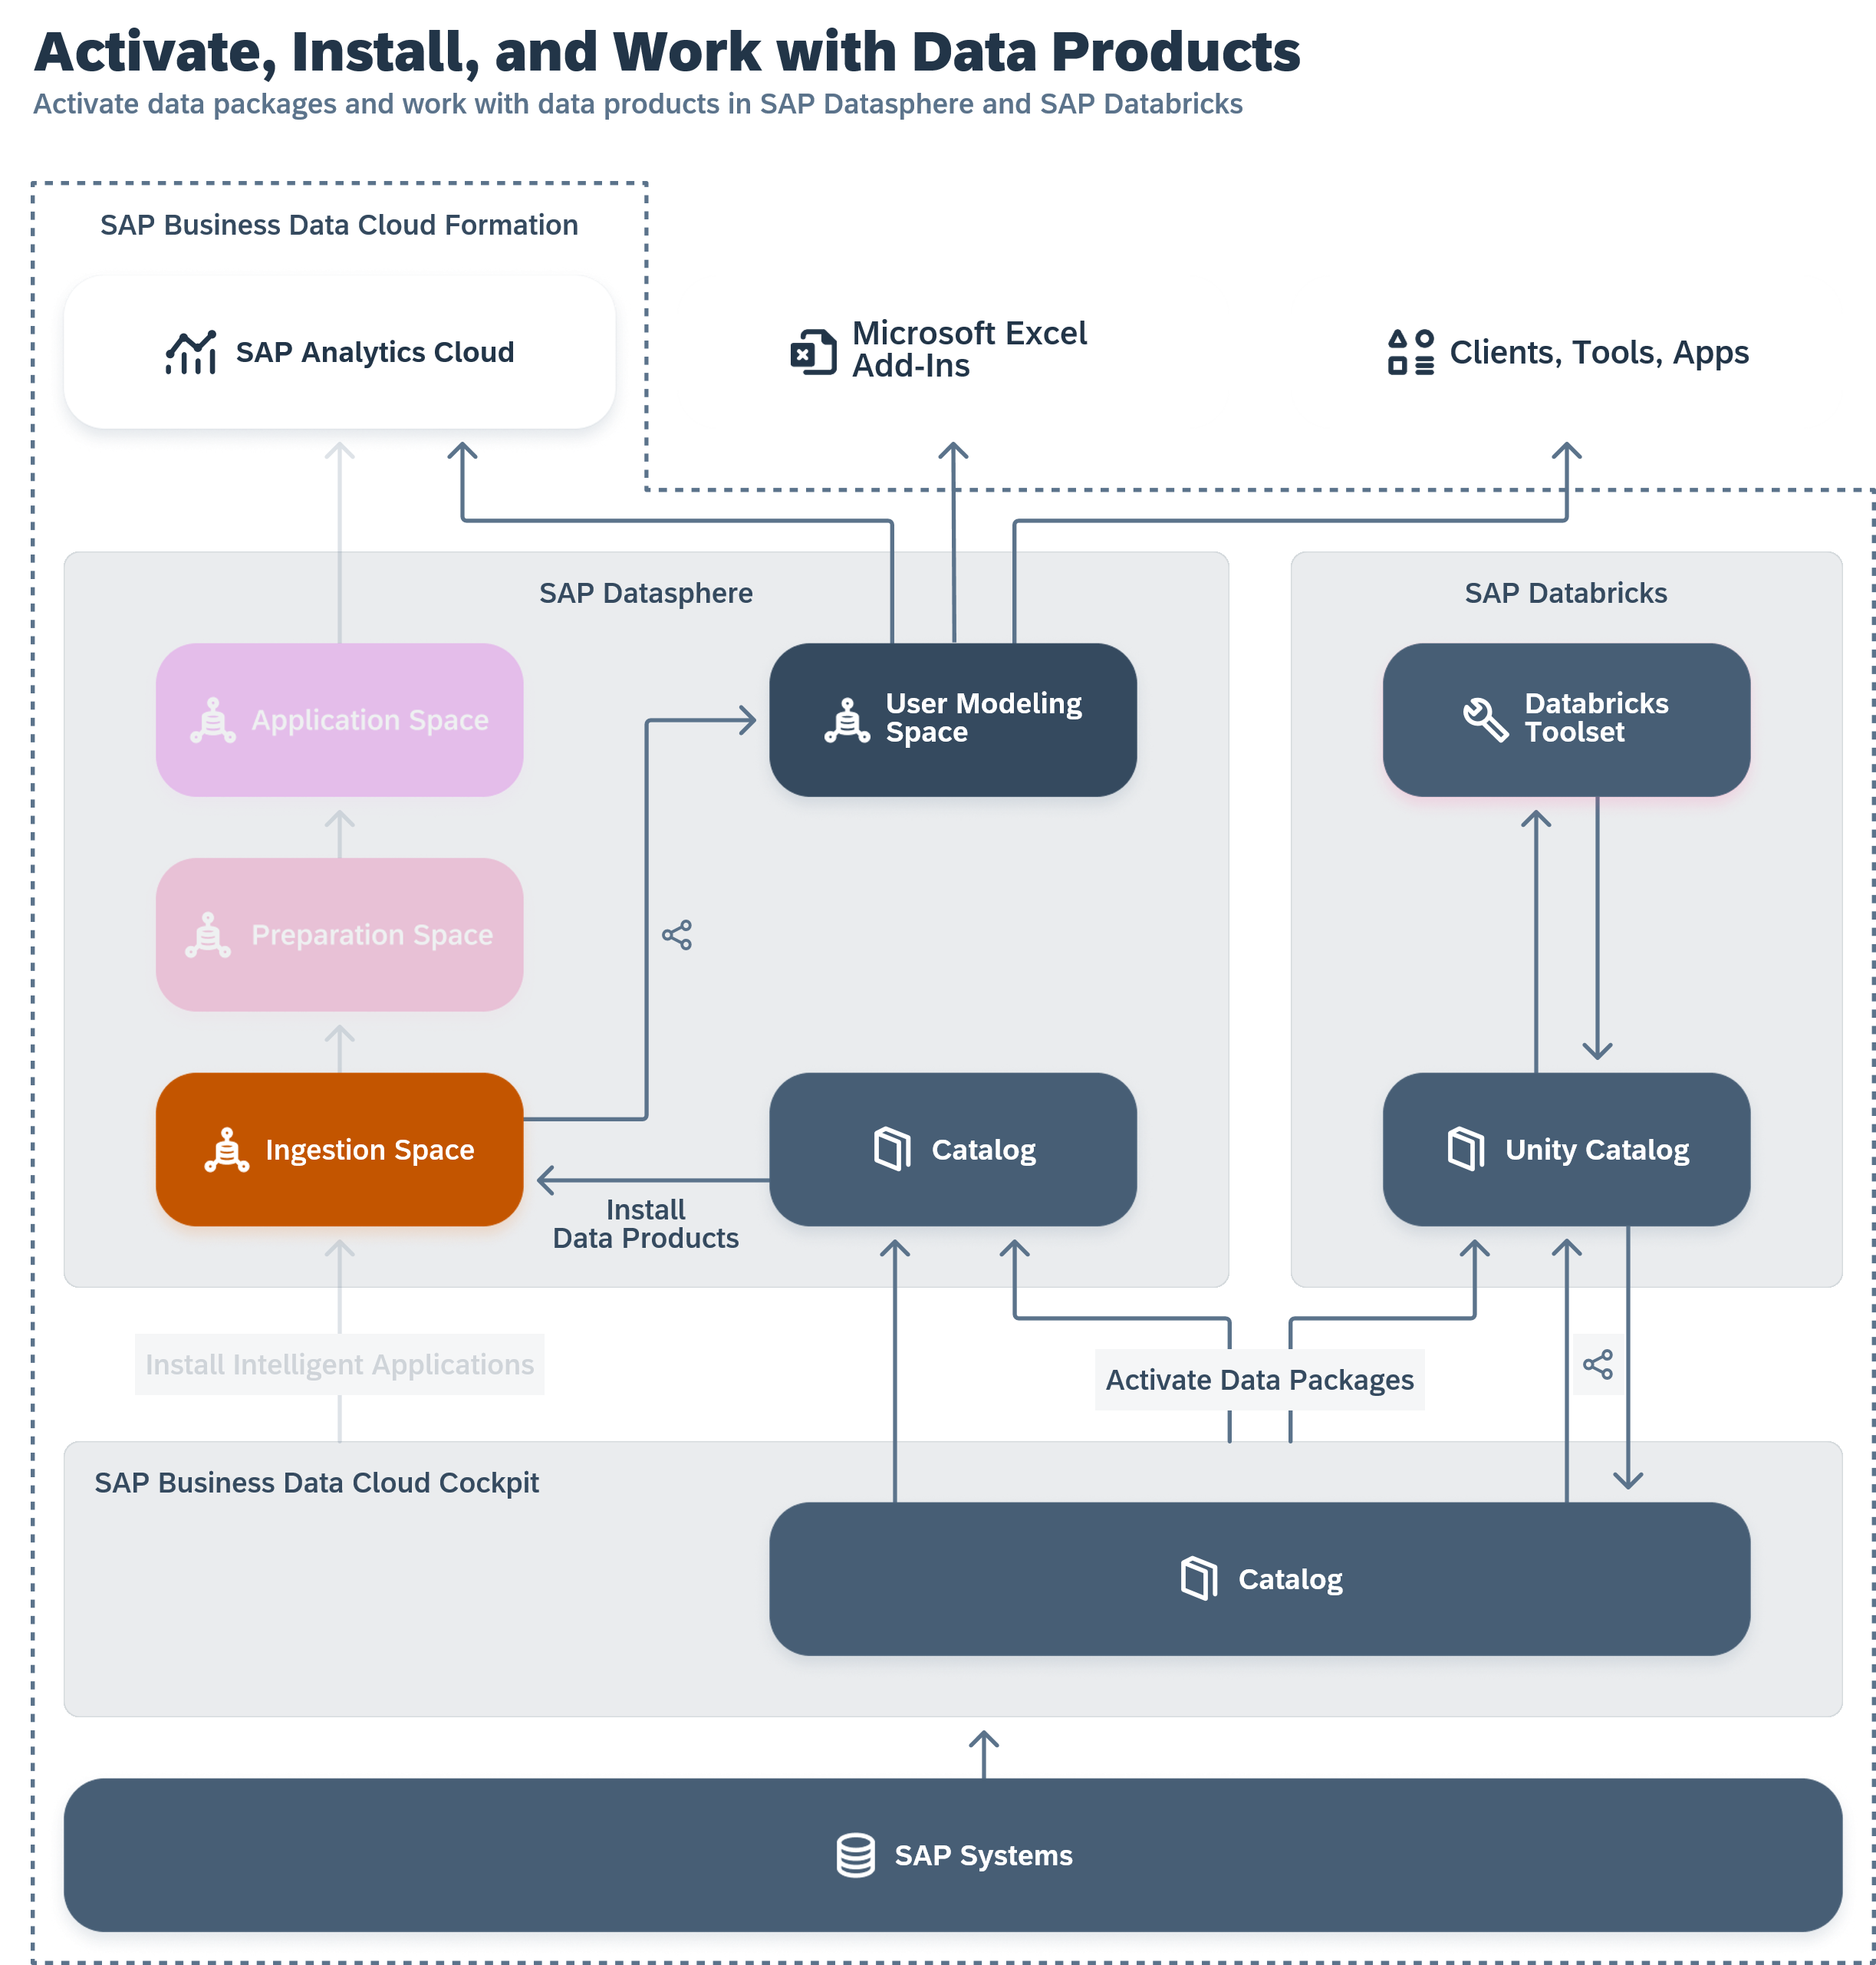 Activate, Install, and Work with Data Products
Activate data packages and work with data products in SAP Datasphere and SAP Databricks
SAP Business Data Cloud Formation
SAP Analytics Cloud
Microsoft Excel
Add-Ins
Clients, Tools, Apps
SAP Datasphere
SAP Databricks
Application Space
User Modeling
Space
Databricks
Toolset
Preparation Space
Ingestion Space
Catalog
Unity Catalog
Install
Data Products
Install Intelligent Applications
Activate Data Packages
SAP Business Data Cloud Cockpit
Catalog
SAP Systems